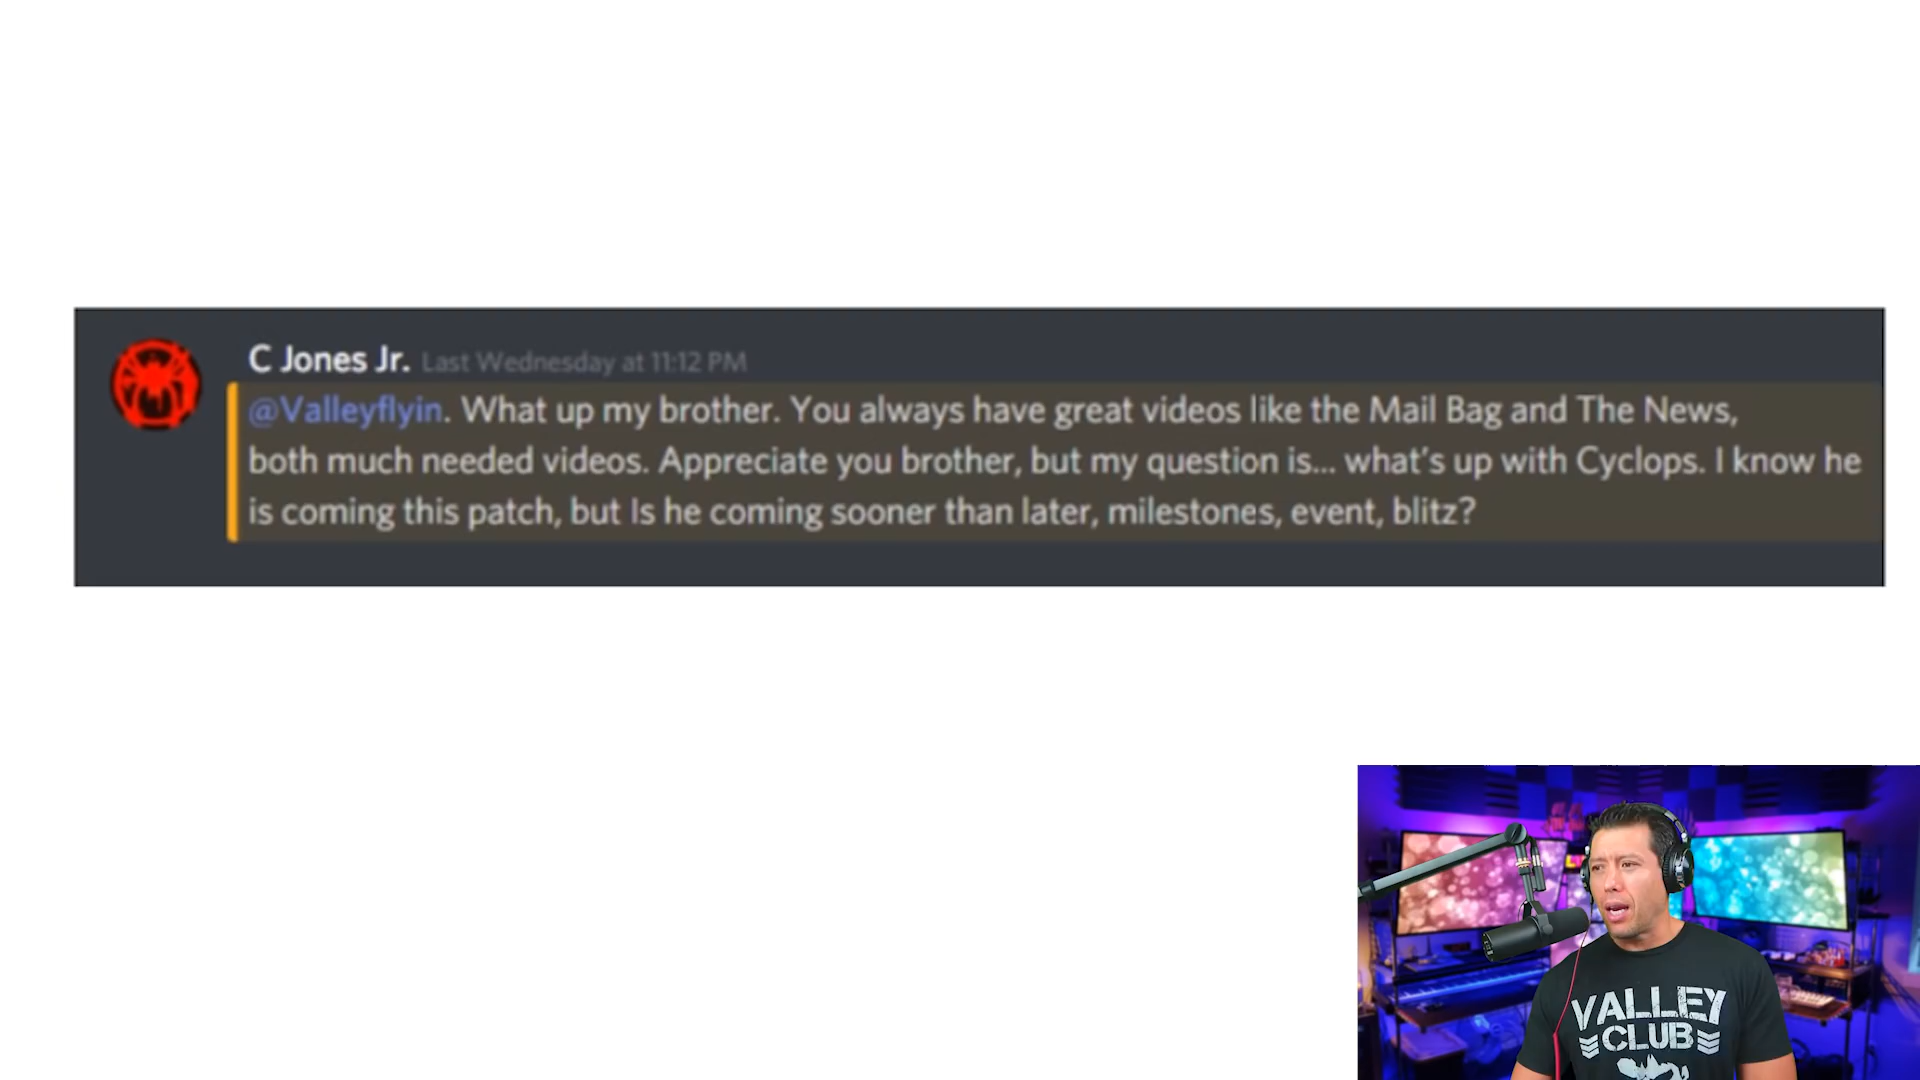 C Jones Jr. Last Wednesday at 11:12 PM
@Valleyflyin. What up my brother. You always have great videos like the Mail Bag and The News,
both much needed videos. Appreciate you brother, but my question is... what's up with Cyclops. I know he
is coming this patch, but Is he coming sooner than later, milestones, event, blitz?
VALLEY
CLUB